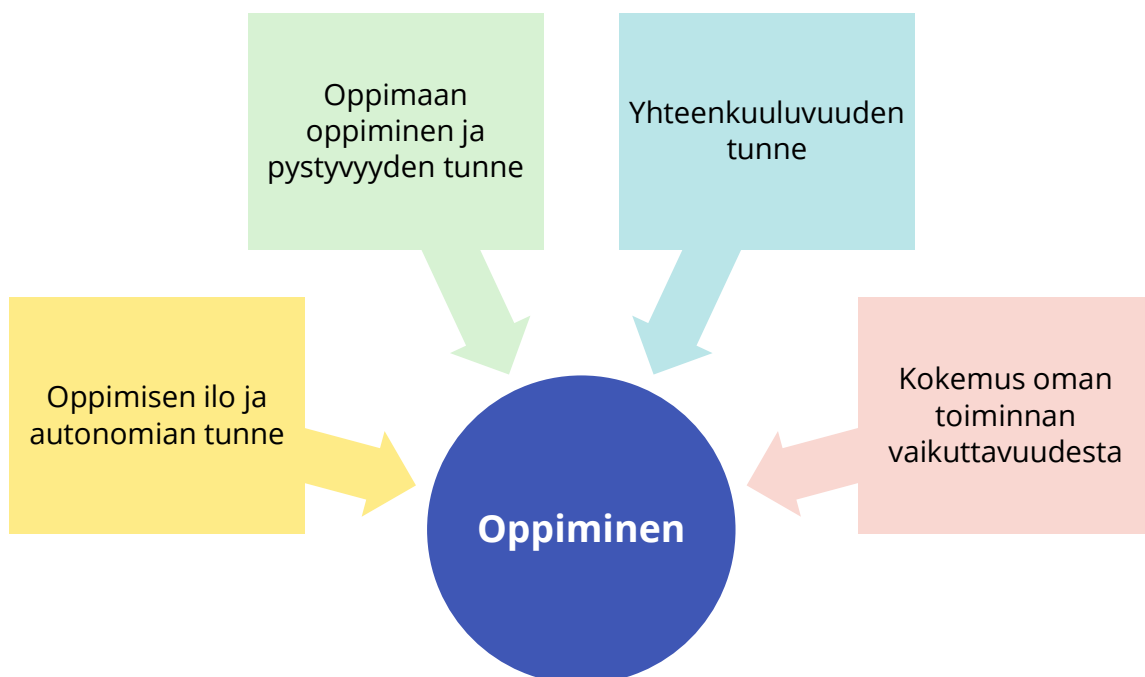 Oppimaan
oppiminen ja
pystyvyyden tunne
Yhteenkuuluvuuden
tunne
Oppimisen ilo ja
autonomian tunne
Kokemus oman
toiminnan
vaikuttavuudesta
Oppiminen